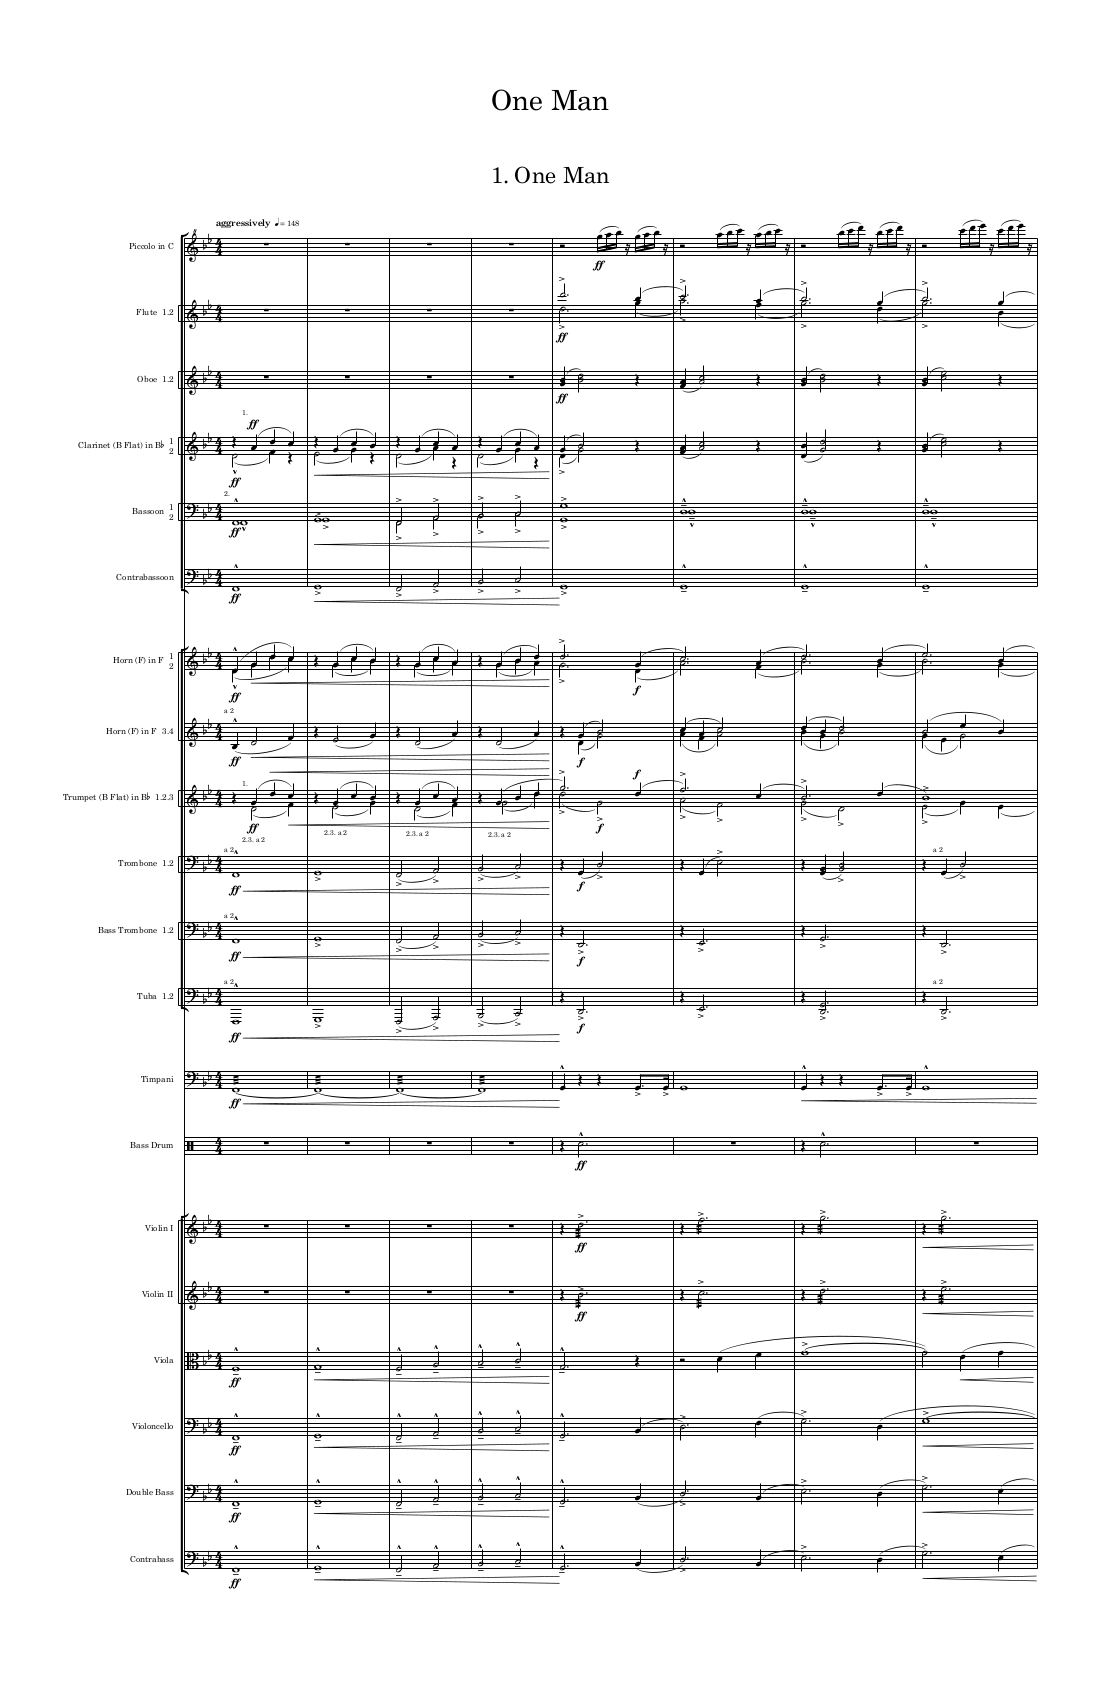 One Man
1. One Man
aggressively ♩ = 148
Piccolo in C
ff
Flute 1.2
ff
Oboe 1.2
ff
1.
ff
Clarinet (B Flat) in B♭ 1
2
ff
2.
Bassoon 1
2
ff
Contrabassoon
ff
Horn (F) in F 1
2
ff
f
a 2
Horn (F) in F 3.4
ff
f
f
1.
Trumpet (B Flat) in B♭ 1.2.3
ff
f
2.3. a 2
2.3. a 2
2.3. a 2
2.3. a 2
a 2
a 2
Trombone 1.2
ff
f
a 2
Bass Trombone 1.2
ff
f
a 2
a 2
Tuba 1.2
ff
f
Timpani
ff
Bass Drum
ff
Violin I
ff
Violin II
ff
Viola
ff
Violoncello
ff
Double Bass
ff
Contrabass
ff